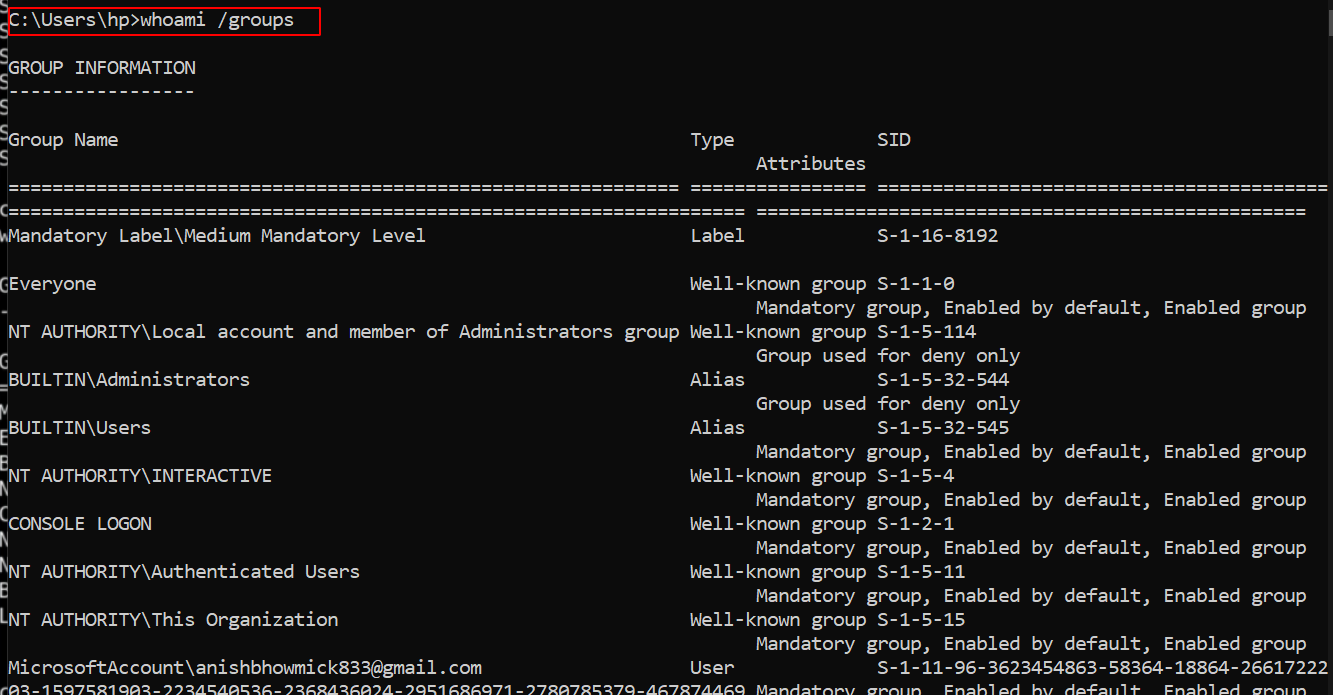 C:\Users\hp>whoami /groups
GROUP INFORMATION
-----------------
Group Name Type SID
Attributes
============================================================= ================ =========================================
=================================================================== ==================================================
Mandatory Label\Medium Mandatory Level Label S-1-16-8192
Everyone Well-known group S-1-1-0
Mandatory group, Enabled by default, Enabled group
NT AUTHORITY\Local account and member of Administrators group Well-known group S-1-5-114
Group used for deny only
BUILTIN\Administrators Alias S-1-5-32-544
Group used for deny only
BUILTIN\Users Alias S-1-5-32-545
Mandatory group, Enabled by default, Enabled group
NT AUTHORITY\INTERACTIVE Well-known group S-1-5-4
Mandatory group, Enabled by default, Enabled group
CONSOLE LOGON Well-known group S-1-2-1
Mandatory group, Enabled by default, Enabled group
NT AUTHORITY\Authenticated Users Well-known group S-1-5-11
Mandatory group, Enabled by default, Enabled group
NT AUTHORITY\This Organization Well-known group S-1-5-15
Mandatory group, Enabled by default, Enabled group
MicrosoftAccount\anishbhowmick833@gmail.com User S-1-11-96-3623454863-58364-18864-26617222
03-1597581903-2234540536-2368436024-2951686971-2780785379-467874469 Mandatory group, Enabled by default, Enabled group